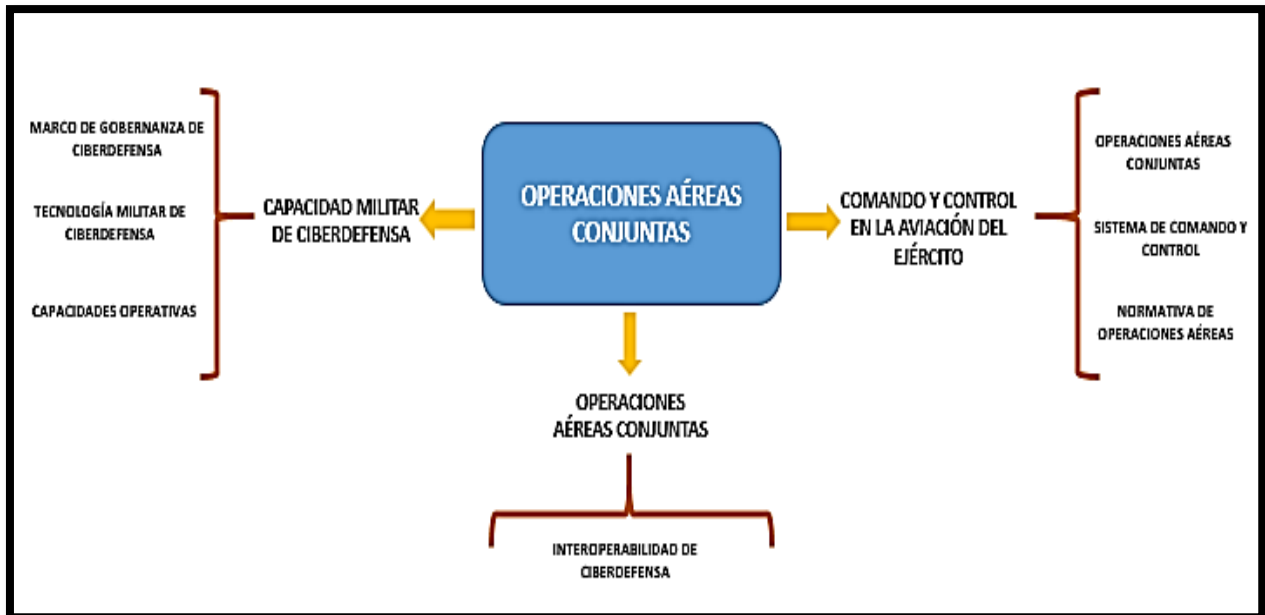 MARCO DE GOBERNANZA DE
CIBERDEFENSA
TECNOLOGÍA MILITAR DE
CIBERDEFENSA
CAPACIDADES OPERATIVAS
CAPACIDAD MILITAR
DE CIBERDEFENSA
OPERACIONES AÉREAS
CONJUNTAS
COMANDO Y CONTROL
EN LA AVIACIÓN DEL
EJÉRCITO
OPERACIONES AÉREAS
CONJUNTAS
SISTEMA DE COMANDO Y
CONTROL
NORMATIVA DE
OPERACIONES AÉREAS
OPERACIONES
AÉREAS CONJUNTAS
INTEROPERABILIDAD DE
CIBERDEFENSA